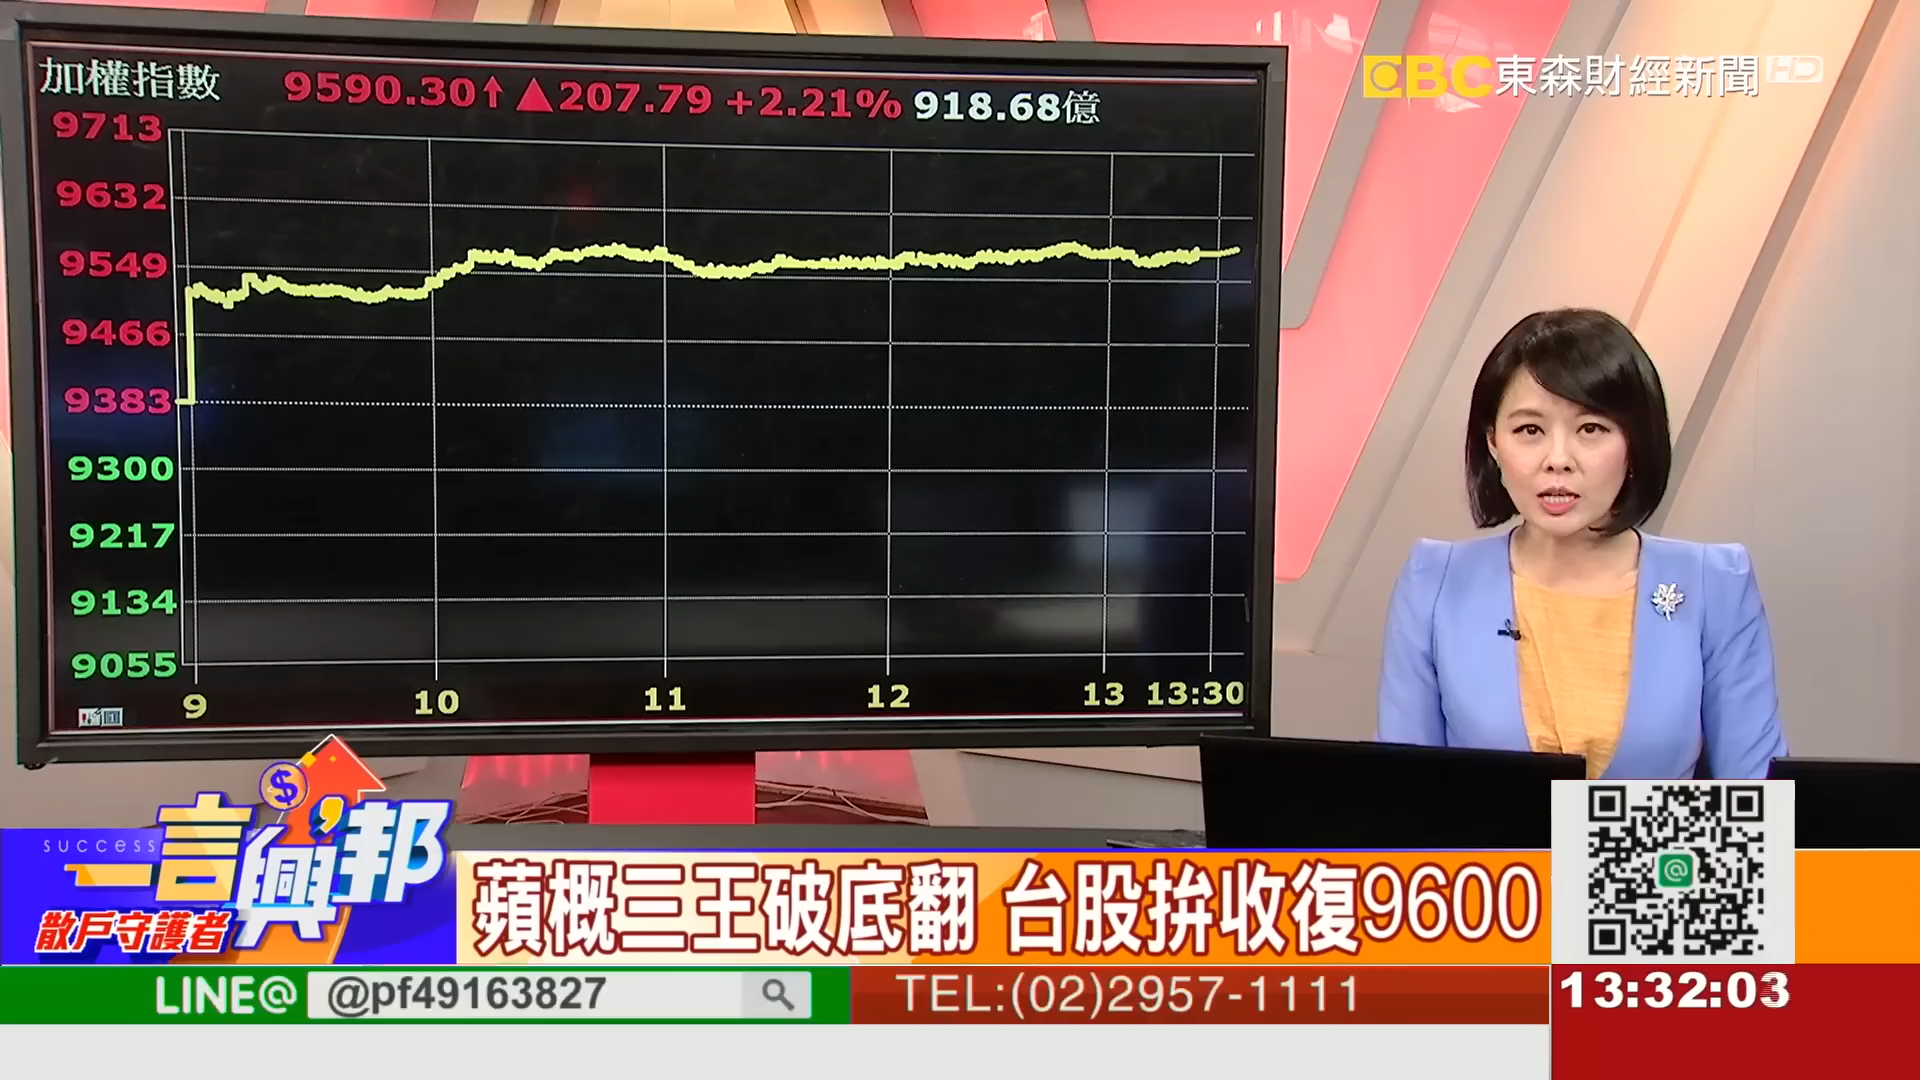 加權指數 9590.30↑ ▲207.79 +2.21% 918.68億
9713
9632
9549
9466
9383
9300
9217
9134
9055
9 10 11 12 13 13:30
EBC 東森財經新聞 HD
success
$
一言興,邦
散戶守護者
蘋概三王破底翻 台股拚收復9600
@
LINE@ @pf49163827
TEL:(02)2957-1111
13:32:03